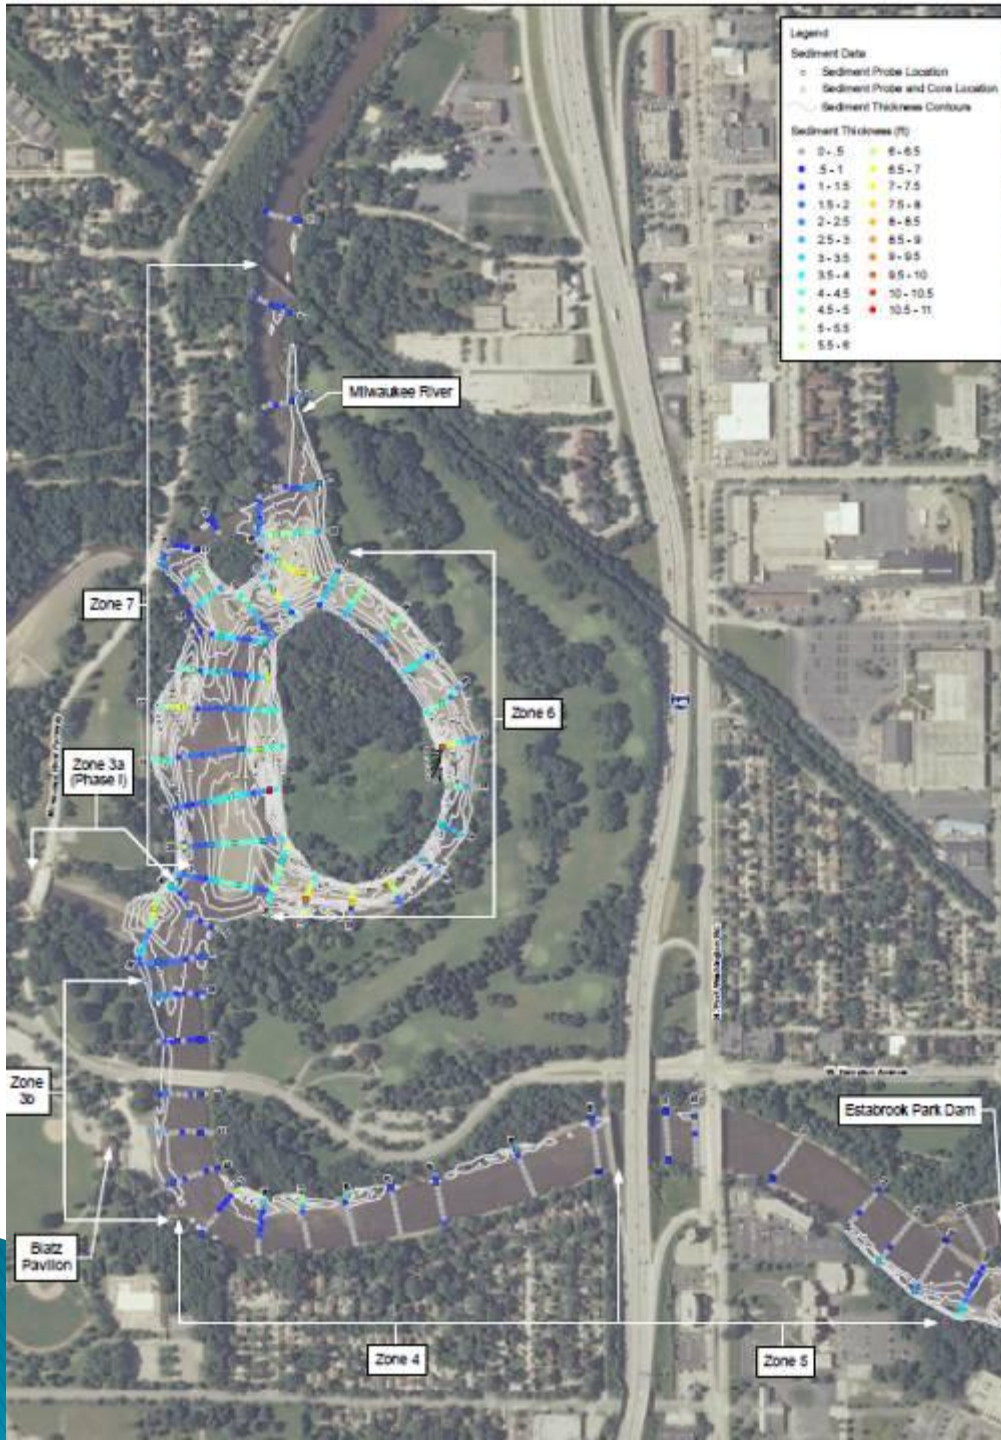 Legend
Sediment Data
Sediment Probe Location
Sediment Probe and Core Location
Sediment Thickness Contours
Sediment Thickness (ft)
0 - .5
.5 - 1
1 - 1.5
1.5 - 2
2 - 2.5
2.5 - 3
3 - 3.5
3.5 - 4
4 - 4.5
4.5 - 5
5 - 5.5
5.5 - 6
6 - 6.5
6.5 - 7
7 - 7.5
7.5 - 8
8 - 8.5
8.5 - 9
9 - 9.5
9.5 - 10
10 - 10.5
10.5 - 11
Milwaukee River
Zone 7
Zone 6
Zone 3a
(Phase I)
Zone
3b
Estabrook Park Dam
Blatz
Pavilion
Zone 4
Zone 5